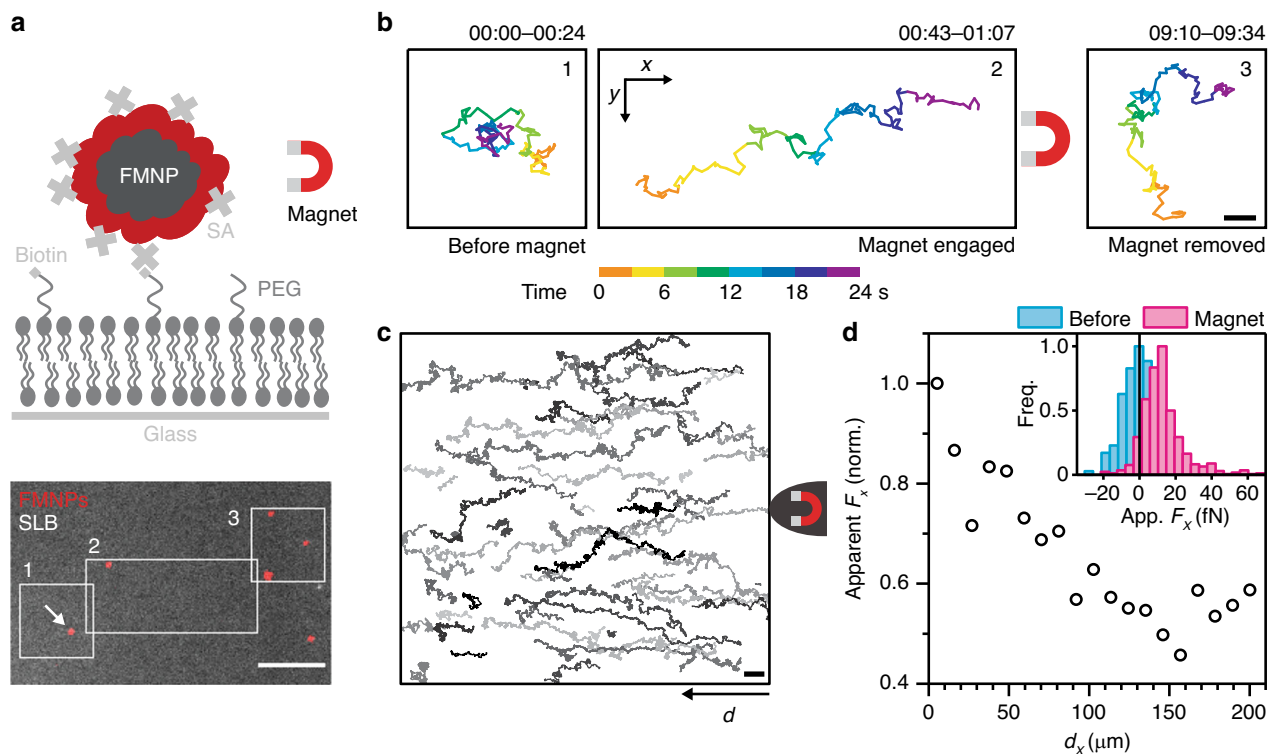 a
FMNP
Magnet
SA
Biotin
PEG
Glass
FMNPs
SLB
1
2
3
b
00:00–00:24
00:43–01:07
09:10–09:34
1
2
3
x
y
Before magnet
Magnet engaged
Magnet removed
Time
0
6
12
18
24 s
c
d
d
Before
Magnet
Freq.
1.0
0.5
0
−20
0
20
40
60
App. Fx (fN)
Apparent Fx (norm.)
1.0
0.8
0.6
0.4
0
50
100
150
200
dx (μm)